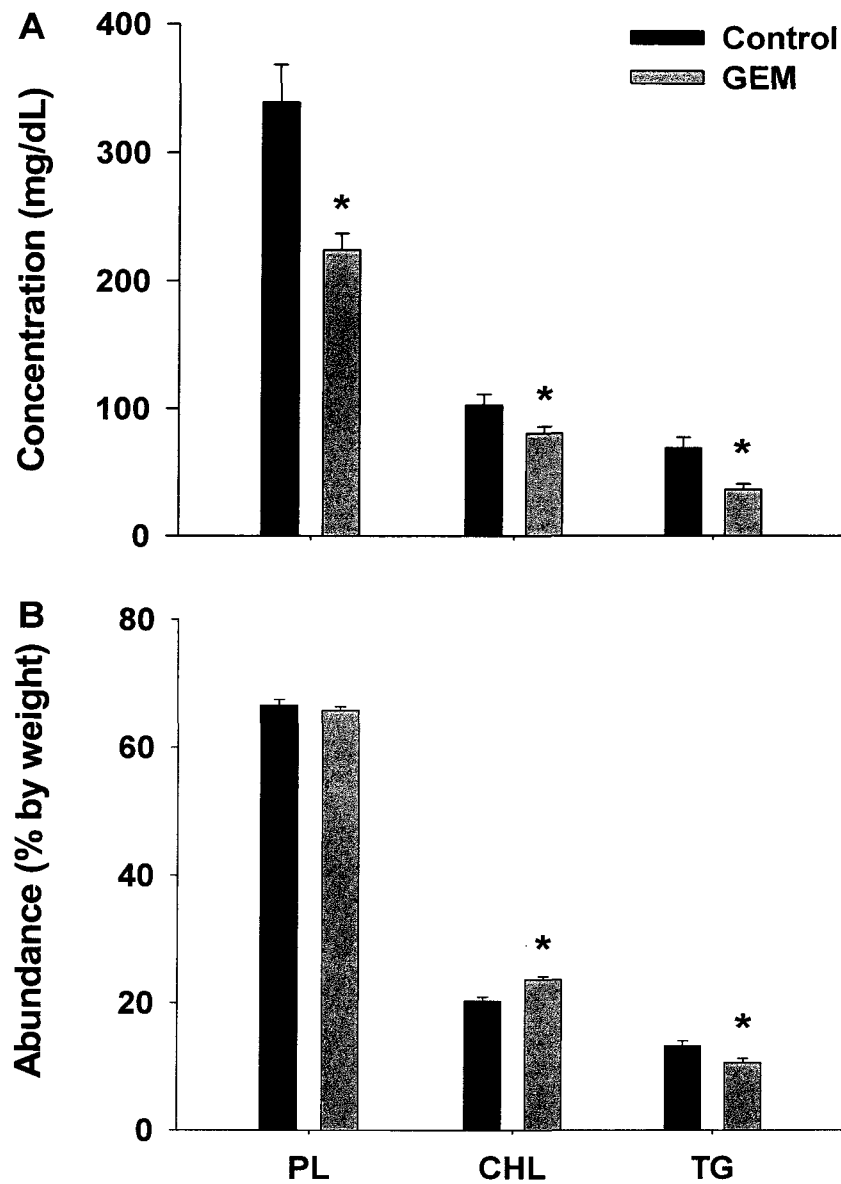 A
Concentration (mg/dL)
400
300
200
100
0
Control
GEM
*
*
*
B
Abundance (% by weight)
80
60
40
20
0
*
*
PL CHL TG